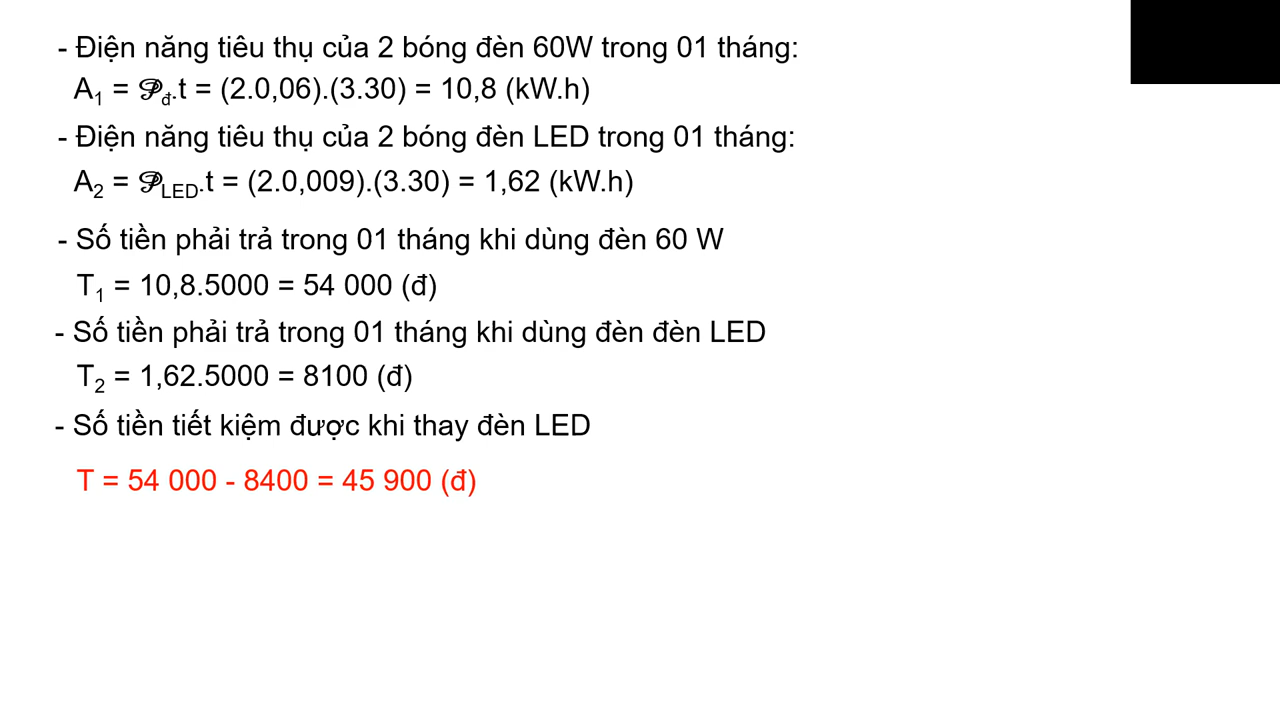 - Điện năng tiêu thụ của 2 bóng đèn 60W trong 01 tháng:
A₁ = 𝒫đ.t = (2.0,06).(3.30) = 10,8 (kW.h)
- Điện năng tiêu thụ của 2 bóng đèn LED trong 01 tháng:
A₂ = 𝒫LED.t = (2.0,009).(3.30) = 1,62 (kW.h)
- Số tiền phải trả trong 01 tháng khi dùng đèn 60 W
T₁ = 10,8.5000 = 54 000 (đ)
- Số tiền phải trả trong 01 tháng khi dùng đèn đèn LED
T₂ = 1,62.5000 = 8100 (đ)
- Số tiền tiết kiệm được khi thay đèn LED
T = 54 000 - 8400 = 45 900 (đ)